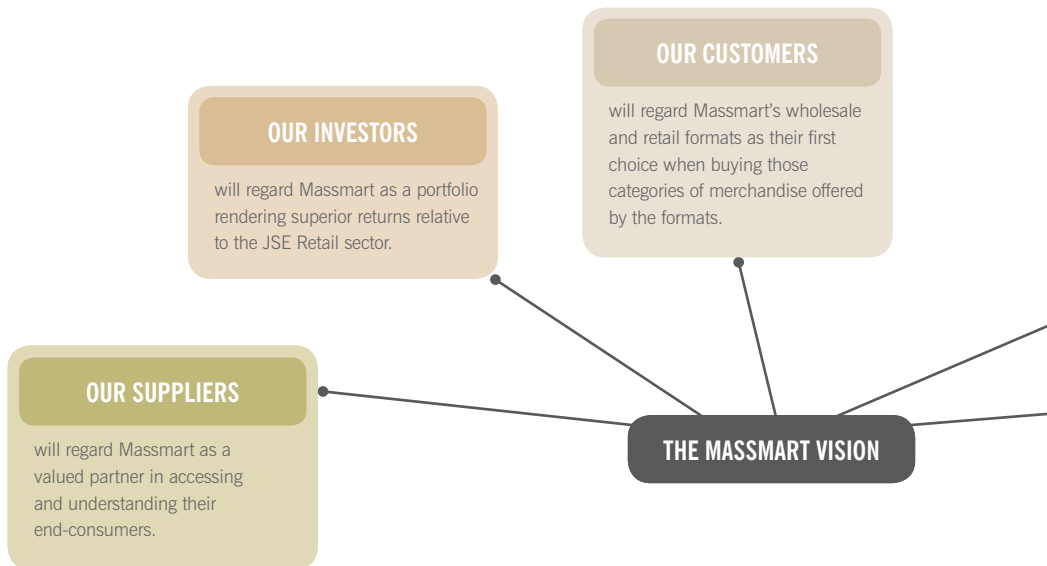 OUR CUSTOMERS
will regard Massmart’s wholesale
and retail formats as their first
choice when buying those
categories of merchandise offered
by the formats.
OUR INVESTORS
will regard Massmart as a portfolio
rendering superior returns relative
to the JSE Retail sector.
OUR SUPPLIERS
will regard Massmart as a
valued partner in accessing
and understanding their
end-consumers.
THE MASSMART VISION